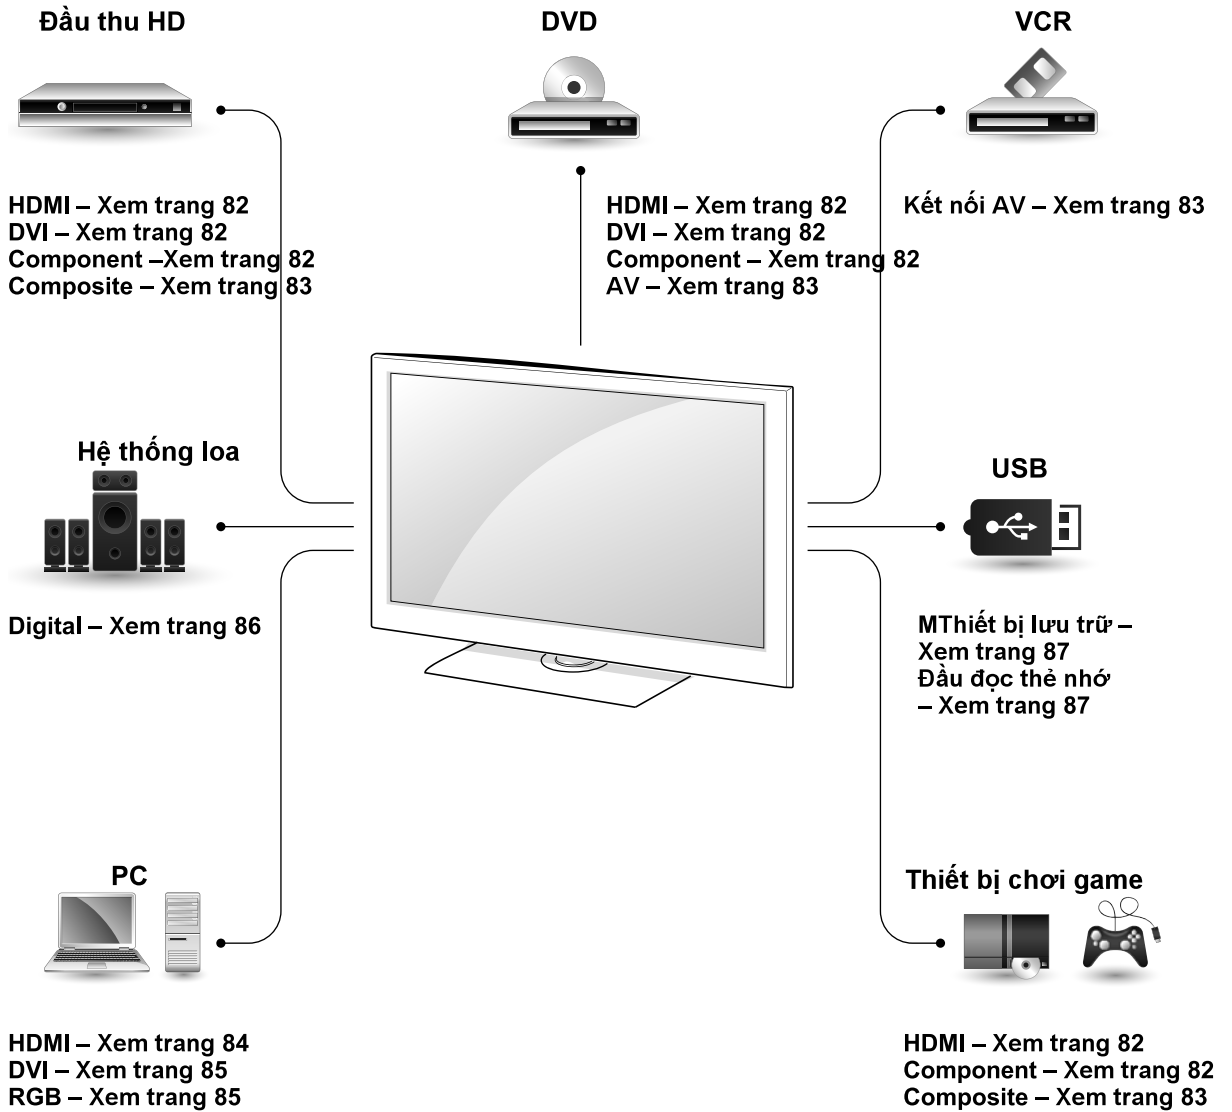 Đầu thu HD
HDMI – Xem trang 82
DVI – Xem trang 82
Component –Xem trang 82
Composite – Xem trang 83
DVD
HDMI – Xem trang 82
DVI – Xem trang 82
Component – Xem trang 82
AV – Xem trang 83
VCR
Kết nối AV – Xem trang 83
Hệ thống loa
Digital – Xem trang 86
USB
MThiết bị lưu trữ –
Xem trang 87
Đầu đọc thẻ nhớ
– Xem trang 87
PC
HDMI – Xem trang 84
DVI – Xem trang 85
RGB – Xem trang 85
Thiết bị chơi game
HDMI – Xem trang 82
Component – Xem trang 82
Composite – Xem trang 83